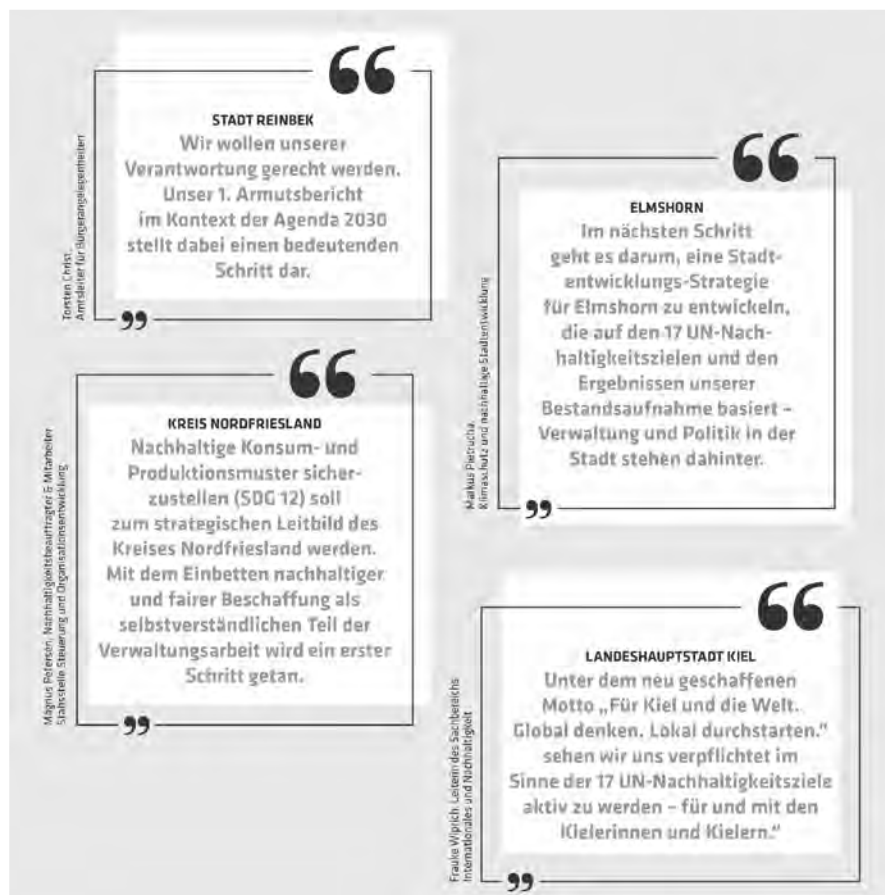 STADT REINBEK
Wir wollen unserer
Verantwortung gerecht werden.
Unser 1. Armutsbericht
im Kontext der Agenda 2030
stellt dabei einen bedeutenden
Schritt dar.
Torsten Christ,
Amtsleiter für Bürgerangelegenheiten
ELMSHORN
Im nächsten Schritt
geht es darum, eine Stadt-
entwicklungs-Strategie
für Elmshorn zu entwickeln,
die auf den 17 UN-Nach-
haltigkeitszielen und den
Ergebnissen unserer
Bestandsaufnahme basiert –
Verwaltung und Politik in der
Stadt stehen dahinter.
Markus Pietrucha,
Klimaschutz und nachhaltige Stadtentwicklung
KREIS NORDFRIESLAND
Nachhaltige Konsum- und
Produktionsmuster sicher-
zustellen (SDG 12) soll
zum strategischen Leitbild des
Kreises Nordfriesland werden.
Mit dem Einbetten nachhaltiger
und fairer Beschaffung als
selbstverständlichen Teil der
Verwaltungsarbeit wird ein erster
Schritt getan.
Magnus Petersen, Nachhaltigkeitsbeauftragter & Mitarbeiter
Stabsstelle Steuerung und Organisationsentwicklung
LANDESHAUPTSTADT KIEL
Unter dem neu geschaffenen
Motto „Für Kiel und die Welt.
Global denken. Lokal durchstarten.“
sehen wir uns verpflichtet im
Sinne der 17 UN-Nachhaltigkeitsziele
aktiv zu werden – für und mit den
Kielerinnen und Kielern.“
Frauke Wiprich, Leiterin des Sachbereichs
Internationales und Nachhaltigkeit